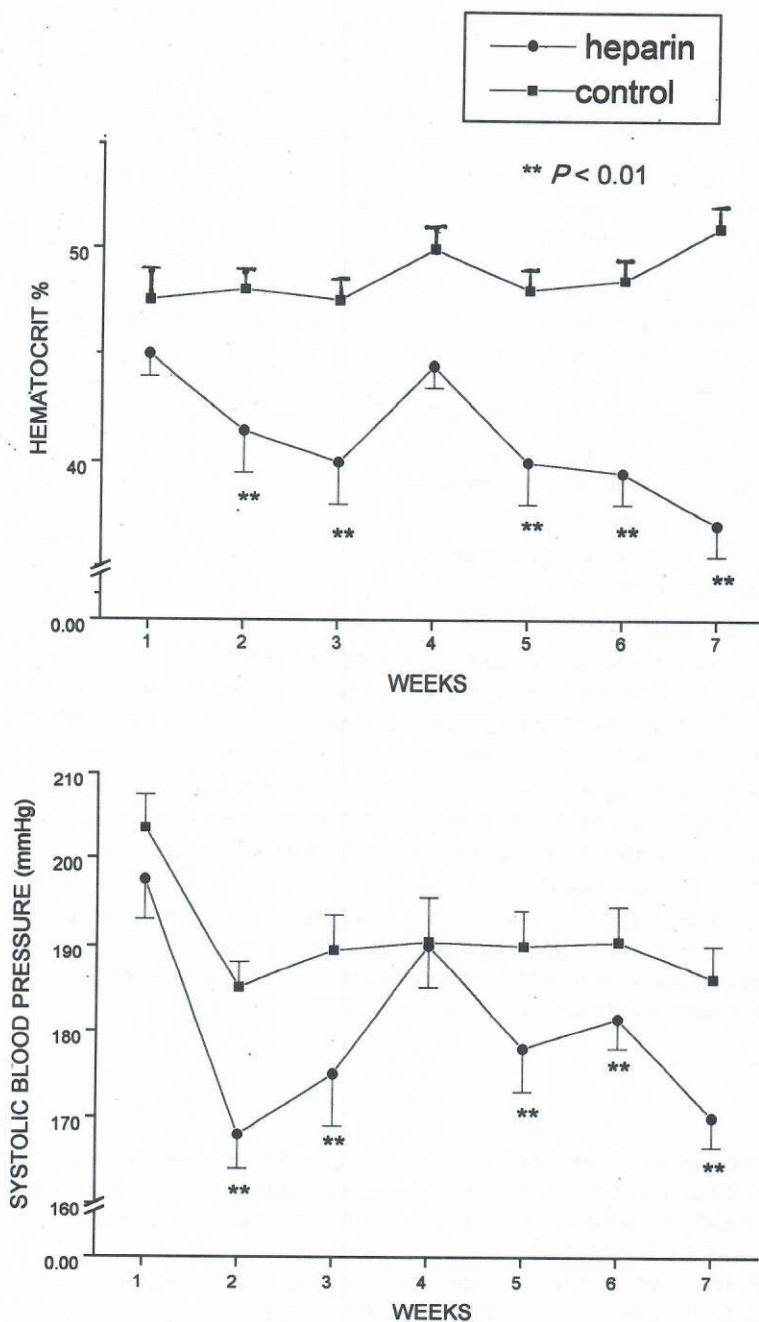 heparin
control
** P < 0.01
HEMATOCRIT %
50
40
0.00
**
**
**
**
**
1 2 3 4 5 6 7
WEEKS
SYSTOLIC BLOOD PRESSURE (mmHg)
210
200
190
180
170
160
0.00
**
**
**
**
**
1 2 3 4 5 6 7
WEEKS